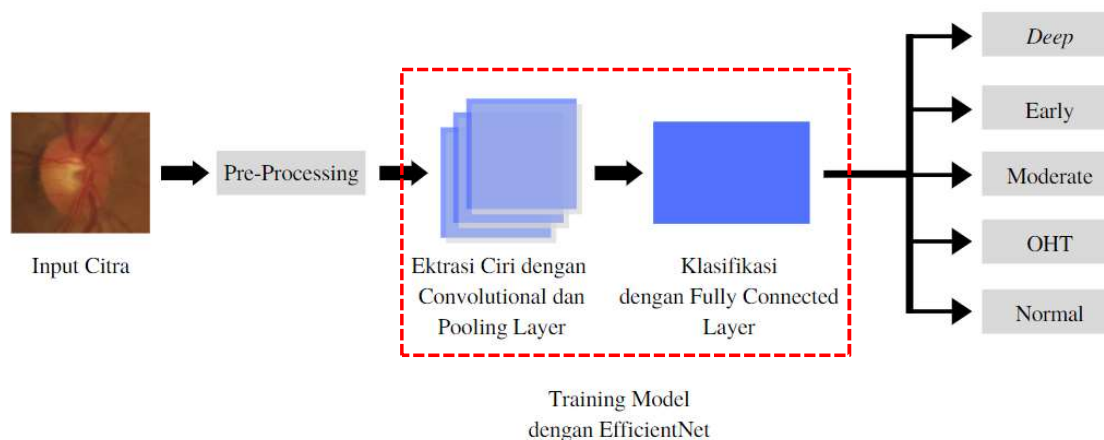 Input Citra
Pre-Processing
Ektrasi Ciri dengan
Convolutional dan
Pooling Layer
Klasifikasi
dengan Fully Connected
Layer
Training Model
dengan EfficientNet
Deep
Early
Moderate
OHT
Normal